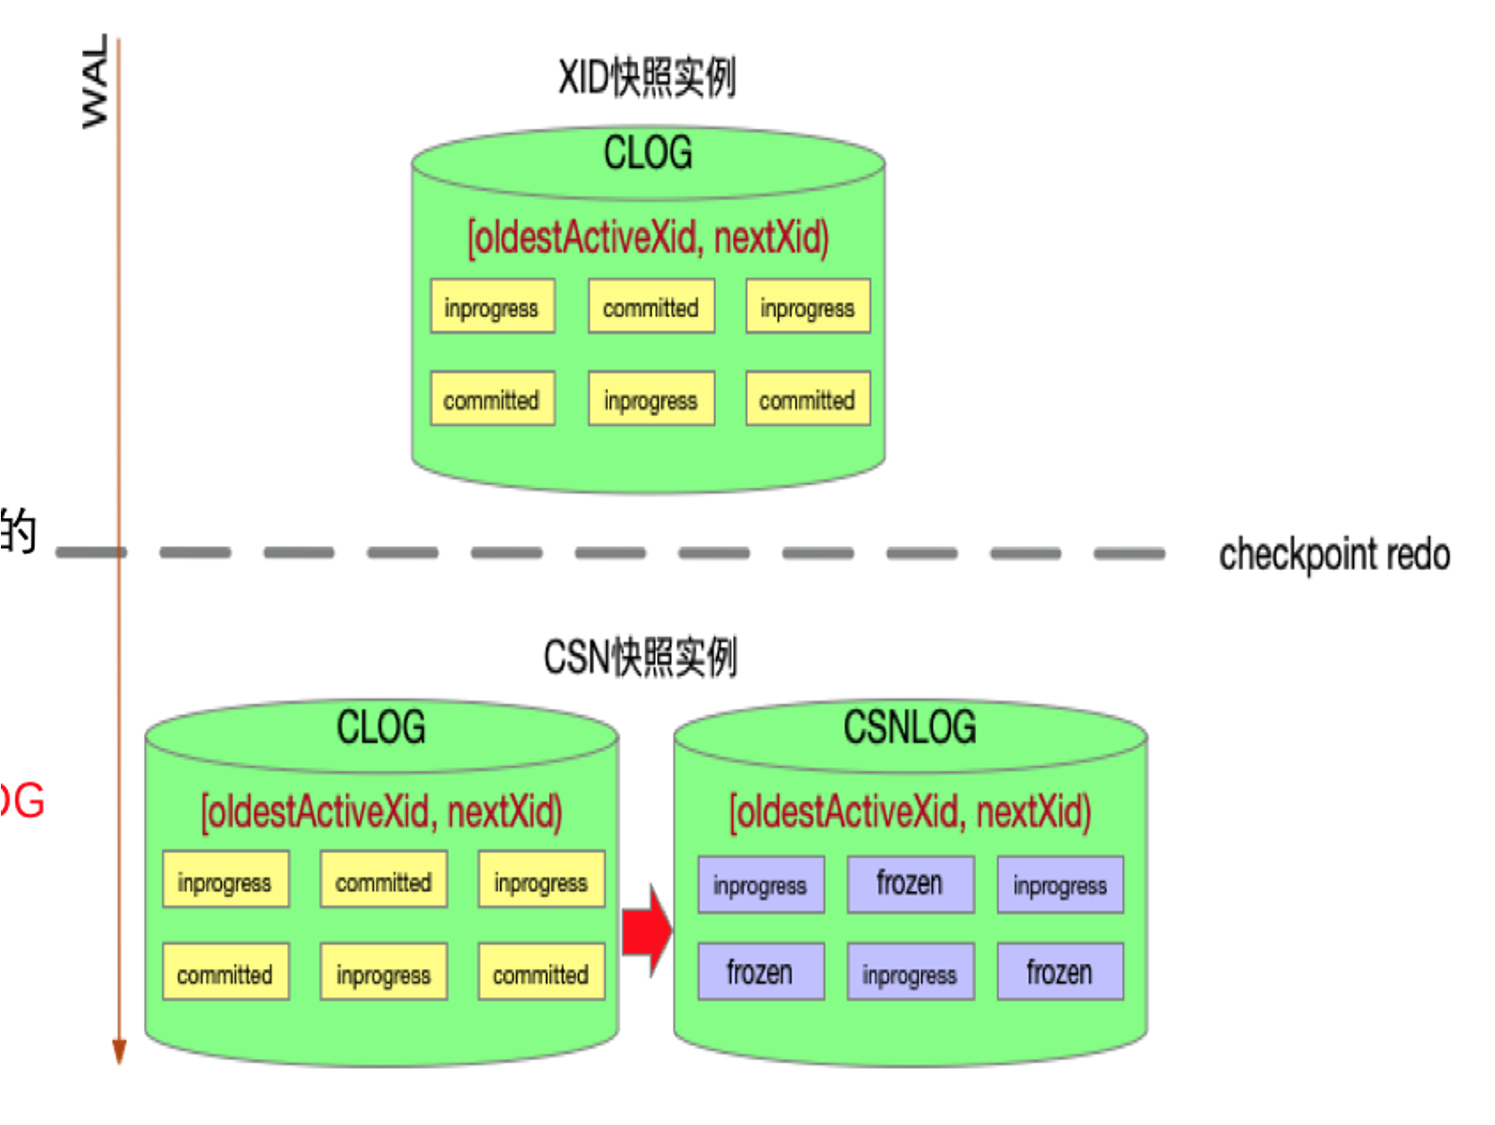 WAL
XID快照实例
CLOG
[oldestActiveXid, nextXid)
inprogress committed inprogress
committed inprogress committed
的
checkpoint redo
CSN快照实例
CLOG CSNLOG
[oldestActiveXid, nextXid) [oldestActiveXid, nextXid)
OG
inprogress committed inprogress inprogress frozen inprogress
committed inprogress committed frozen inprogress frozen